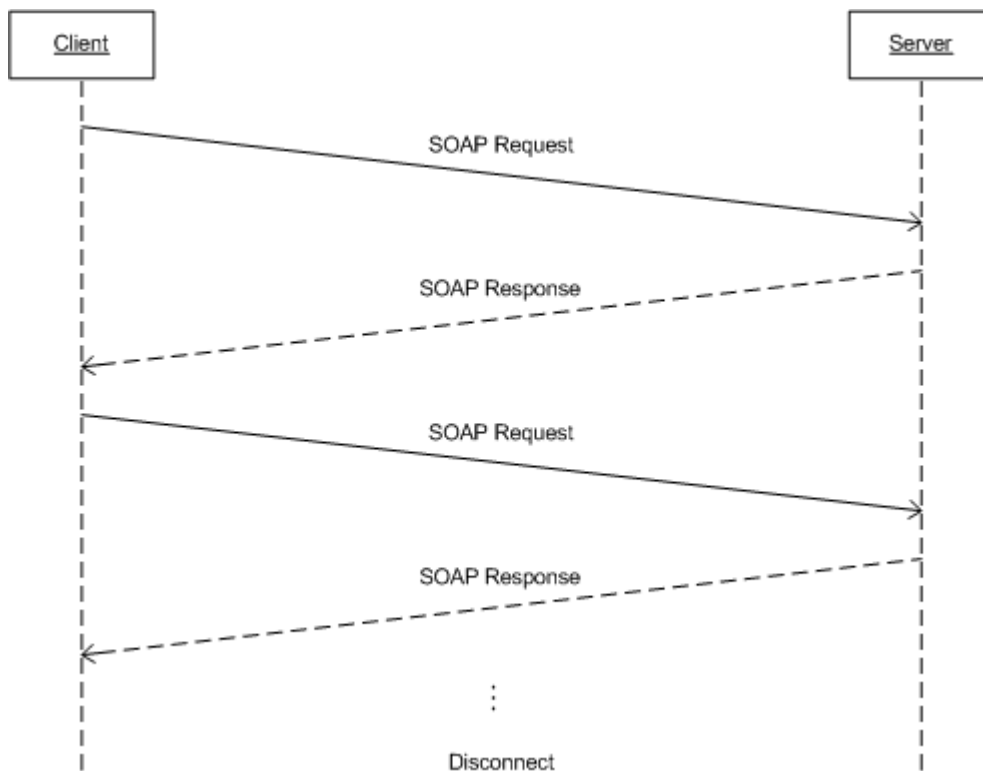 Client
Server
SOAP Request
SOAP Response
SOAP Request
SOAP Response
⋮
Disconnect